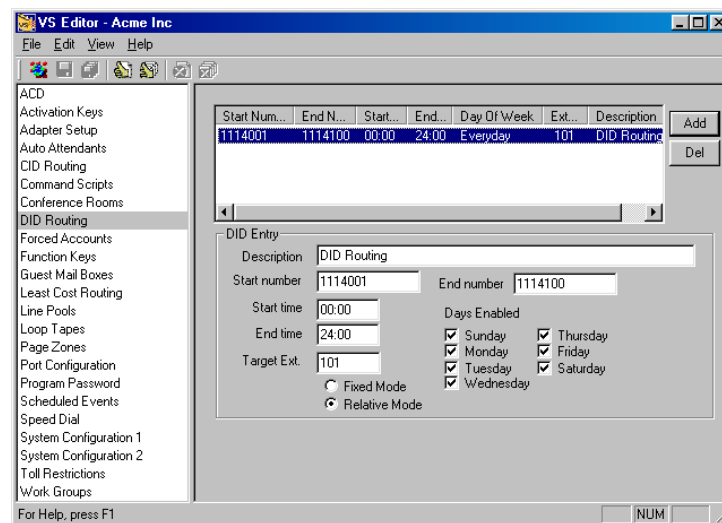 VS Editor - Acme Inc
File Edit View Help
ACD
Activation Keys
Adapter Setup
Auto Attendants
CID Routing
Command Scripts
Conference Rooms
DID Routing
Forced Accounts
Function Keys
Guest Mail Boxes
Least Cost Routing
Line Pools
Loop Tapes
Page Zones
Port Configuration
Program Password
Scheduled Events
Speed Dial
System Configuration 1
System Configuration 2
Toll Restrictions
Work Groups
Start Num... End N... Start... End... Day Of Week Ext... Description
1114001 1114100 00:00 24:00 Everyday 101 DID Routing
Add
Del
DID Entry
Description DID Routing
Start number 1114001 End number 1114100
Start time 00:00 Days Enabled
End time 24:00
Sunday Thursday
Monday Friday
Tuesday Saturday
Wednesday
Target Ext. 101
Fixed Mode
Relative Mode
For Help, press F1 NUM